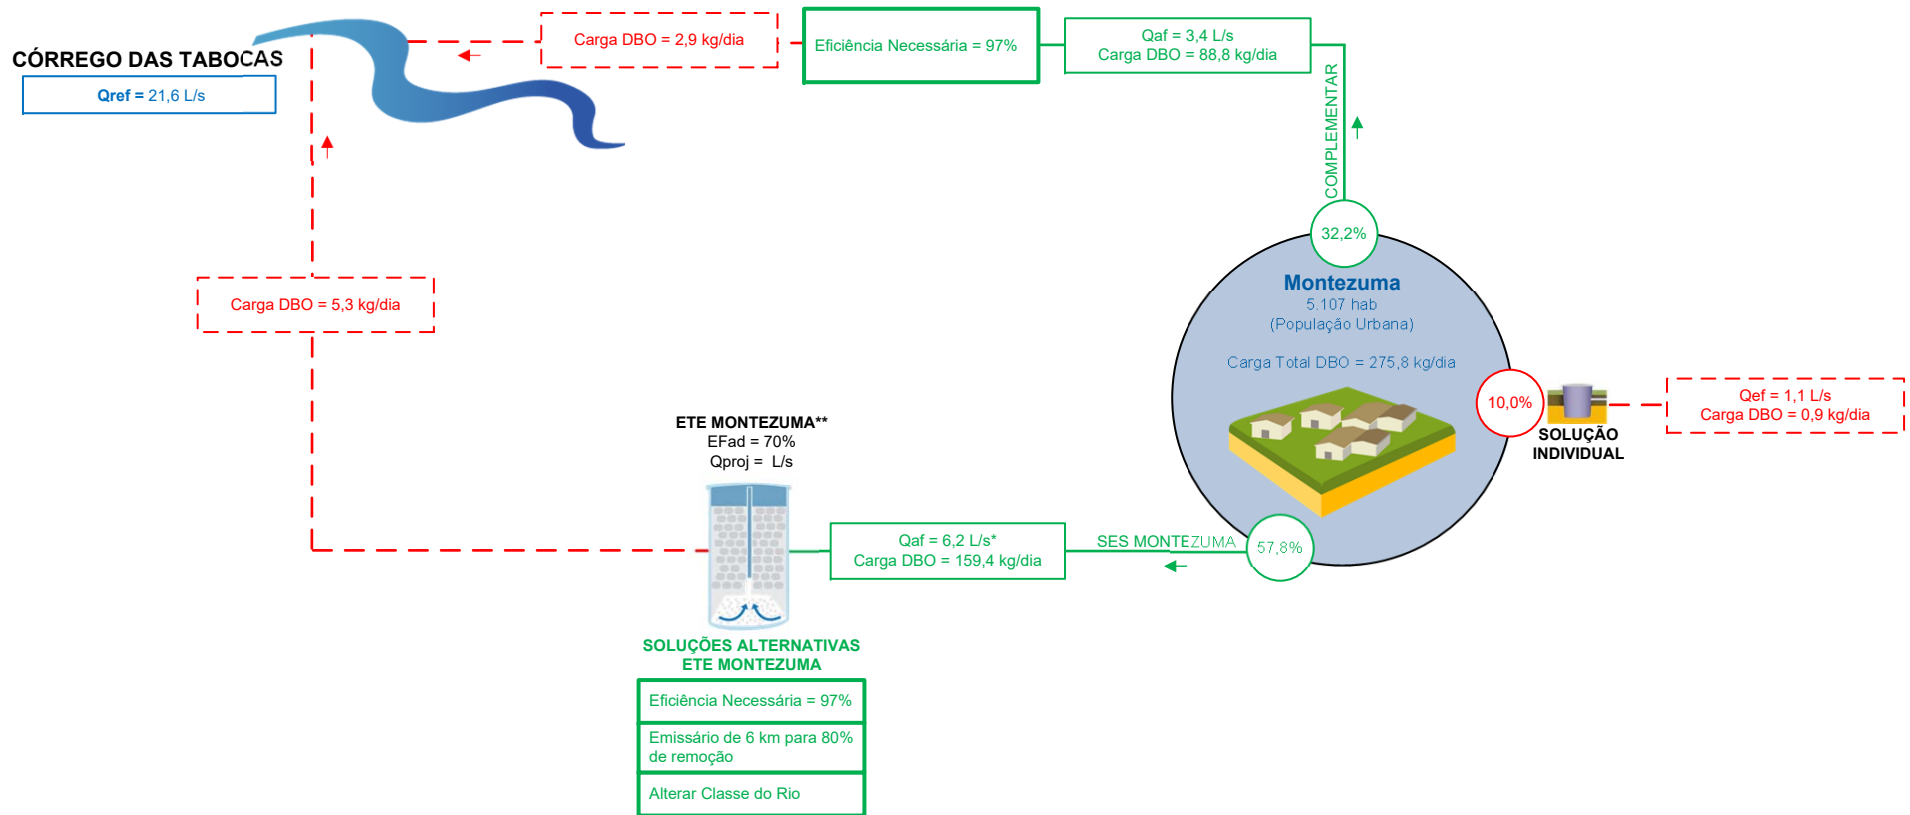 CÓRREGO DAS TABOCAS
Qref = 21,6 L/s
Carga DBO = 2,9 kg/dia
Eficiência Necessária = 97%
Qaf = 3,4 L/s
Carga DBO = 88,8 kg/dia
COMPLEMENTAR
32,2%
Montezuma
5.107 hab
(População Urbana)
Carga Total DBO = 275,8 kg/dia
10,0%
SOLUÇÃO
INDIVIDUAL
Qef = 1,1 L/s
Carga DBO = 0,9 kg/dia
57,8%
SES MONTEZUMA
Qaf = 6,2 L/s*
Carga DBO = 159,4 kg/dia
Carga DBO = 5,3 kg/dia
ETE MONTEZUMA**
EFad = 70%
Qproj = L/s
SOLUÇÕES ALTERNATIVAS
ETE MONTEZUMA
Eficiência Necessária = 97%
Emissário de 6 km para 80%
de remoção
Alterar Classe do Rio